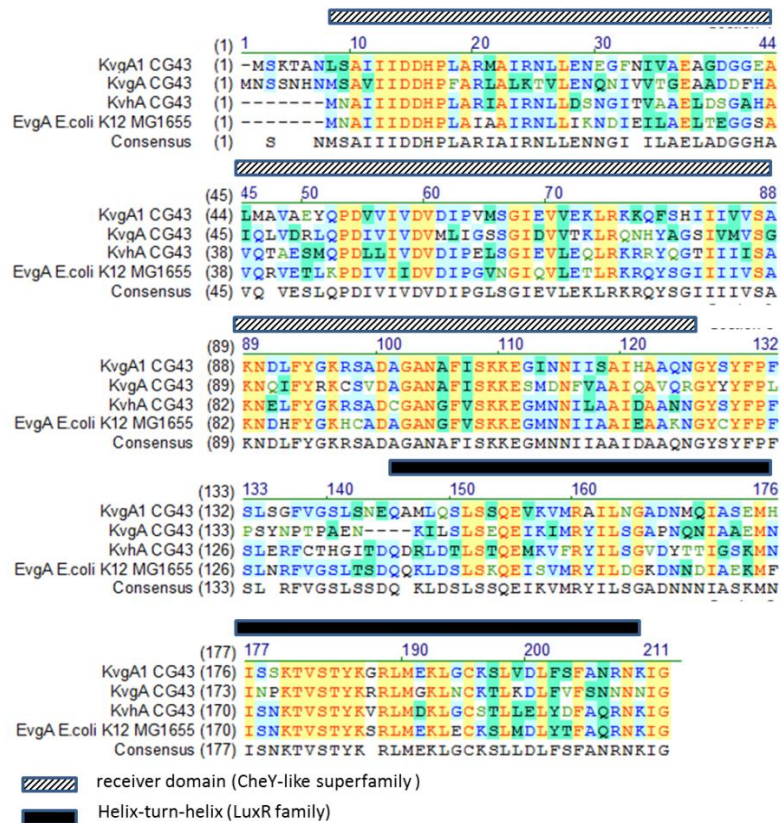 1 10 20 30 44
(1)
KvgA1 CG43 (1) -MSKTANLSAIIIDDHPLARMAIRNLLENEGFNIVAEAGDGGEA
KvgA CG43 (1) MNSSNHNMSAVIIDDHPFARLALKTVLENQNIVVTGEAADDFHA
KvhA CG43 (1) -------MNAIIIDDHPLARIAIRNLLDSNGITVAAELDSGAHA
EvgA E.coli K12 MG1655 (1) -------MNAIIIDDHPLAIAAIRNLLIKNDIEILAELTEGGSA
Consensus (1) S NMSAIIIDDHPLARIAIRNLLENNGI ILAELADGGHA
(45) 45 50 60 70 88
KvgA1 CG43 (44) LMAVAEYQPDVVIVDVDIPVMSGIEVVEKLRKKQFSHIIIVVSA
KvgA CG43 (45) IQLVDRLQPDIVIVDVMLIGSSGIDVVTKLRQNHYAGSIVMVSG
KvhA CG43 (38) VQTAESMQPDLLIVDVDIPELSGIEVLEQLRKRRYQGTIIIISA
EvgA E.coli K12 MG1655 (38) VQRVETLKPDIVIIDVDIPGVNGIQVLETLRKRQYSGIIIIVSA
Consensus (45) VQ VESLQPDIVIVDVDIPGLSGIEVLEKLRKRQYSGIIIIVSA
(89) 89 100 110 120 132
KvgA1 CG43 (88) KNDLFYGKRSADAGANAFISKKEGINNIISAIHAAQNGYSYFPF
KvgA CG43 (89) KNQIFYRKCSVDAGANAFISKKESMDNFVAAIQAVQRGYYYFPL
KvhA CG43 (82) KNELFYGKRSADCGANGFVSKKEGMNNILAAIDAANNGYSYFPF
EvgA E.coli K12 MG1655 (82) KNDHFYGKHCADAGANGFVSKKEGMNNIIAAIEAAKNGYCYFPF
Consensus (89) KNDLFYGKRSADAGANAFISKKEGMNNIIAAIDAAQNGYSYFPF
(133) 133 140 150 160 176
KvgA1 CG43 (132) SLSGFVGSLSNEQAMLQSLSSQEVKVMRAILNGADNMQIASEMH
KvgA CG43 (133) PSYNPTPAEN----KILSLSEQEIKIMRYILSGAPNQNIAAEMN
KvhA CG43 (126) SLERFCTHGITDQDRLDTLSTQEMKVFRYILSGVDYTTIGSKMN
EvgA E.coli K12 MG1655 (126) SLNRFVGSLTSDQQKLDSLSKQEISVMRYILDGKDNNDIAEKMF
Consensus (133) SL RFVGSLSSDQ KLDSLSSQEIKVMRYILSGADNNNIASKMN
(177) 177 190 200 211
KvgA1 CG43 (176) ISSKTVSTYKGRLMEKLGCKSLVDLFSFANRNKIG
KvgA CG43 (173) INPKTVSTYKRRLMGKLNCKTLKDLFVFSNNNNIG
KvhA CG43 (170) ISNKTVSTYKVRLMDKLGCSTLLELYDFAQRNKIG
EvgA E.coli K12 MG1655 (170) ISNKTVSTYKSRLMEKLECKSLMDLYTFAQRNKIG
Consensus (177) ISNKTVSTYK RLMEKLGCKSLLDLFSFANRNKIG
receiver domain (CheY-like superfamily )
Helix-turn-helix (LuxR family)